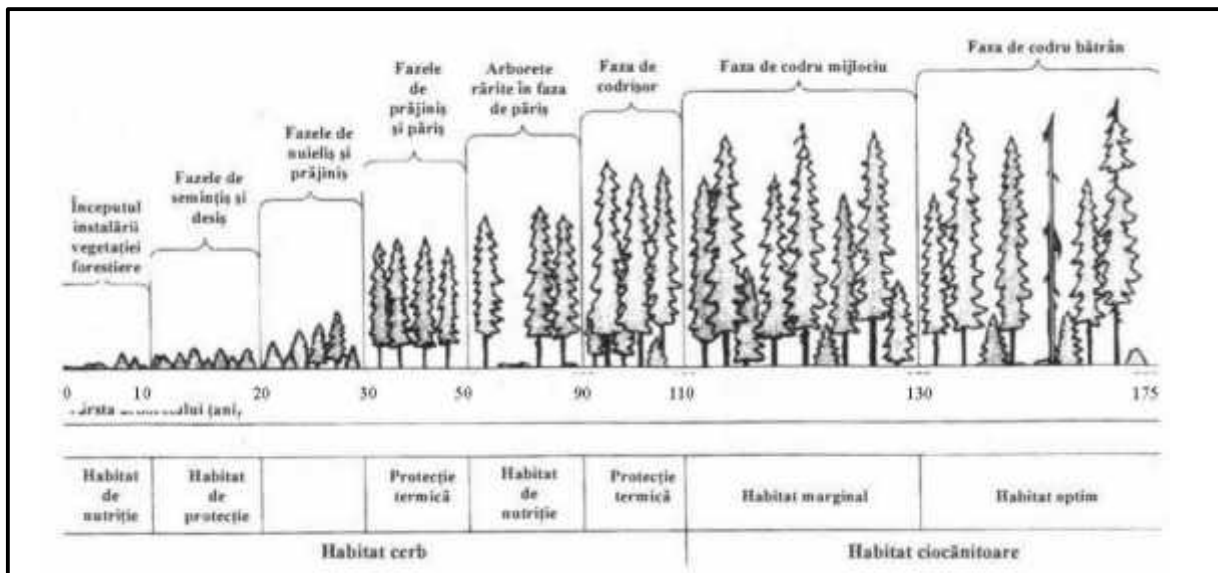 Începutul
instalării
vegetației
forestiere
Fazele de
semințiș și
desiș
Fazele de
nuieliș și
prăjiniș
Fazele
de
prăjiniș
și păriș
Arborete
rărite în faza
de păriș
Faza de
codrișor
Faza de codru mijlociu
Faza de codru bătrân
0 10 20 30 50 90 110 130 175
(ani)
Habitat
de
nutriție
Habitat
de
protecție
Protecție
termică
Habitat
de
nutriție
Protecție
termică
Habitat marginal
Habitat optim
Habitat cerb
Habitat ciocănitoare